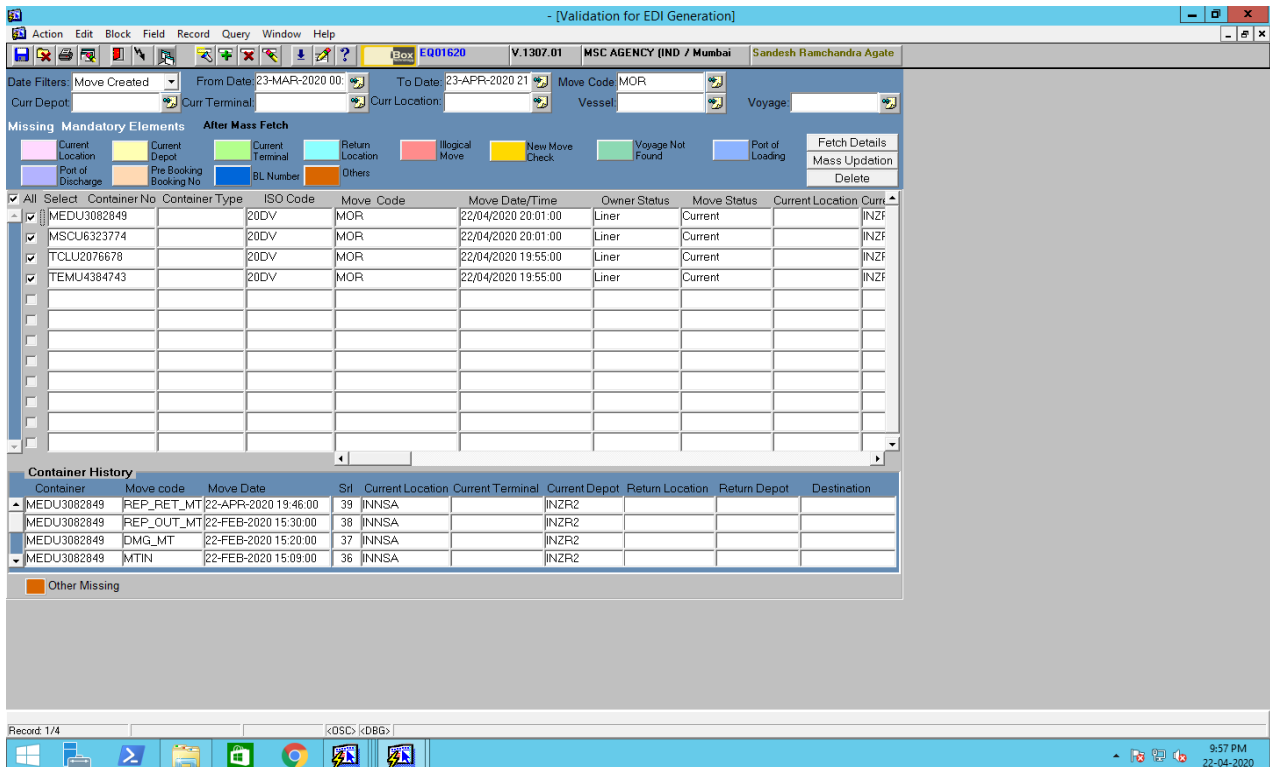 - [Validation for EDI Generation]
Action Edit Block Field Record Query Window Help
Box EQ01620 V.1307.01 MSC AGENCY (IND / Mumbai Sandesh Ramchandra Agate
Date Filters: Move Created From Date: 23-MAR-2020 00: To Date: 23-APR-2020 21 Move Code: MOR
Curr Depot: Curr Terminal: Curr Location: Vessel: Voyage:
Missing Mandatory Elements After Mass Fetch
Current Location Current Depot Current Terminal Return Location Illogical Move New Move Check Voyage Not Found Port of Loading Fetch Details
Mass Updation
Port of Discharge Pre Booking Booking No BL Number Others Delete
All Select Container No Container Type ISO Code Move Code Move Date/Time Owner Status Move Status Current Location Curre
MEDU3082849 20DV MOR 22/04/2020 20:01:00 Liner Current INZF
MSCU6323774 20DV MOR 22/04/2020 20:01:00 Liner Current INZF
TCLU2076678 20DV MOR 22/04/2020 19:55:00 Liner Current INZF
TEMU4384743 20DV MOR 22/04/2020 19:55:00 Liner Current INZF
Container History
Container Move code Move Date Srl Current Location Current Terminal Current Depot Return Location Return Depot Destination
MEDU3082849 REP_RET_MT 22-APR-2020 19:46:00 39 INNSA INZR2
MEDU3082849 REP_OUT_MT 22-FEB-2020 15:30:00 38 INNSA INZR2
MEDU3082849 DMG_MT 22-FEB-2020 15:20:00 37 INNSA INZR2
MEDU3082849 MTIN 22-FEB-2020 15:09:00 36 INNSA INZR2
Other Missing
Record: 1/4 <OSC> <DBG>
9:57 PM
22-04-2020